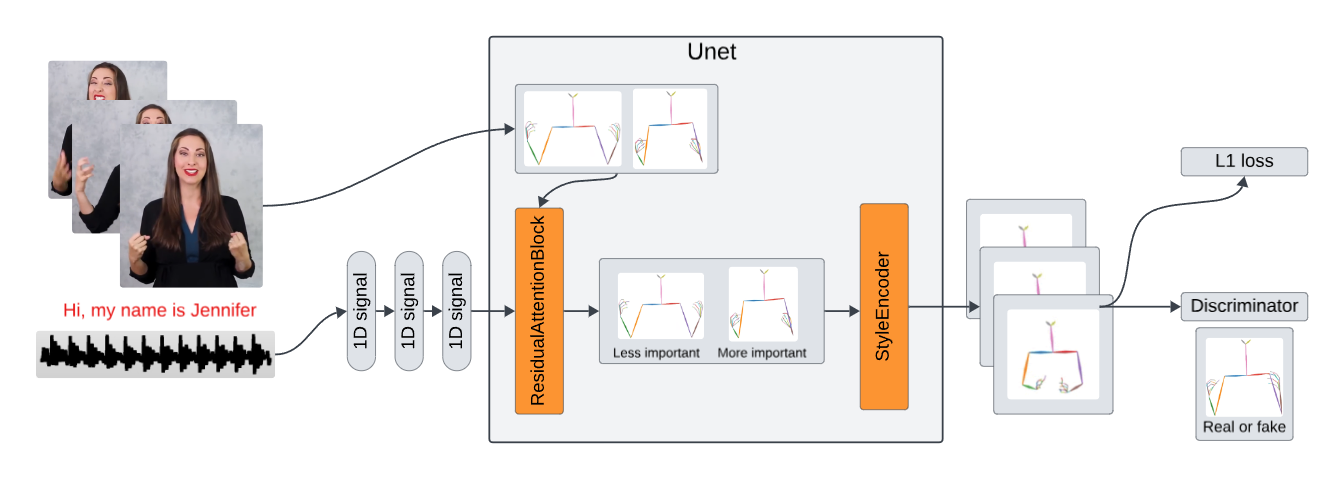 Unet
L1 loss
Hi, my name is Jennifer
1D signal
1D signal
1D signal
ResidualAttentionBlock
Less important
More important
StyleEncoder
Discriminator
Real or fake